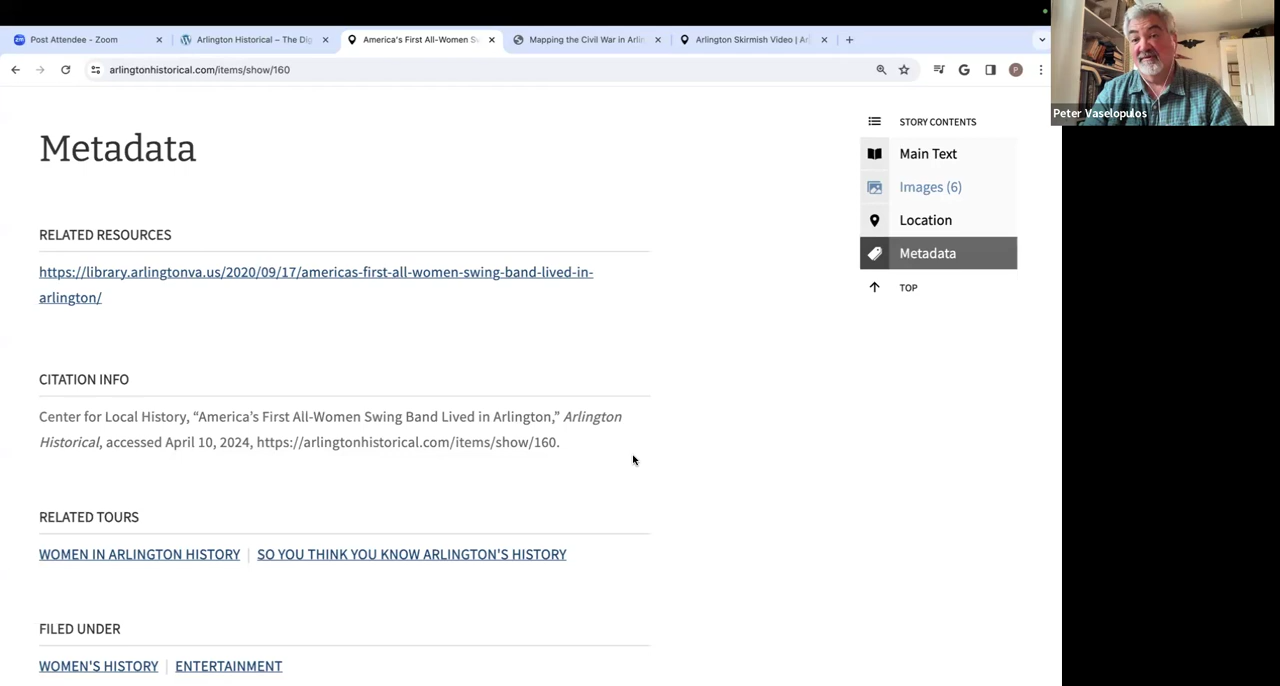 Post Attendee - Zoom
Arlington Historical – The Dig
America's First All-Women S
Mapping the Civil War in Arlin
Arlington Skirmish Video | Ar
arlingtonhistorical.com/items/show/160
P
Peter Vaselopulos
Metadata
STORY CONTENTS
Main Text
Images (6)
Location
Metadata
TOP
RELATED RESOURCES
https://library.arlingtonva.us/2020/09/17/americas-first-all-women-swing-band-lived-in-
arlington/
CITATION INFO
Center for Local History, “America’s First All-Women Swing Band Lived in Arlington,” Arlington
Historical, accessed April 10, 2024, https://arlingtonhistorical.com/items/show/160.
RELATED TOURS
WOMEN IN ARLINGTON HISTORY | SO YOU THINK YOU KNOW ARLINGTON'S HISTORY
FILED UNDER
WOMEN'S HISTORY | ENTERTAINMENT